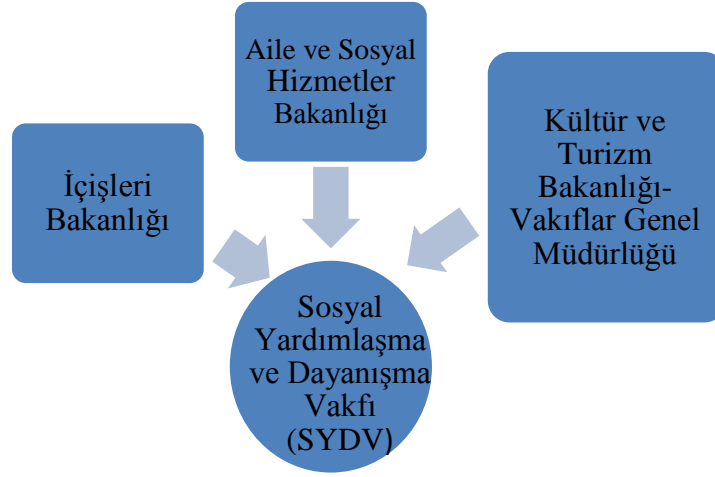 Aile ve Sosyal
Hizmetler
Bakanlığı
İçişleri
Bakanlığı
Kültür ve
Turizm
Bakanlığı-
Vakıflar Genel
Müdürlüğü
Sosyal
Yardımlaşma
ve Dayanışma
Vakfı
(SYDV)